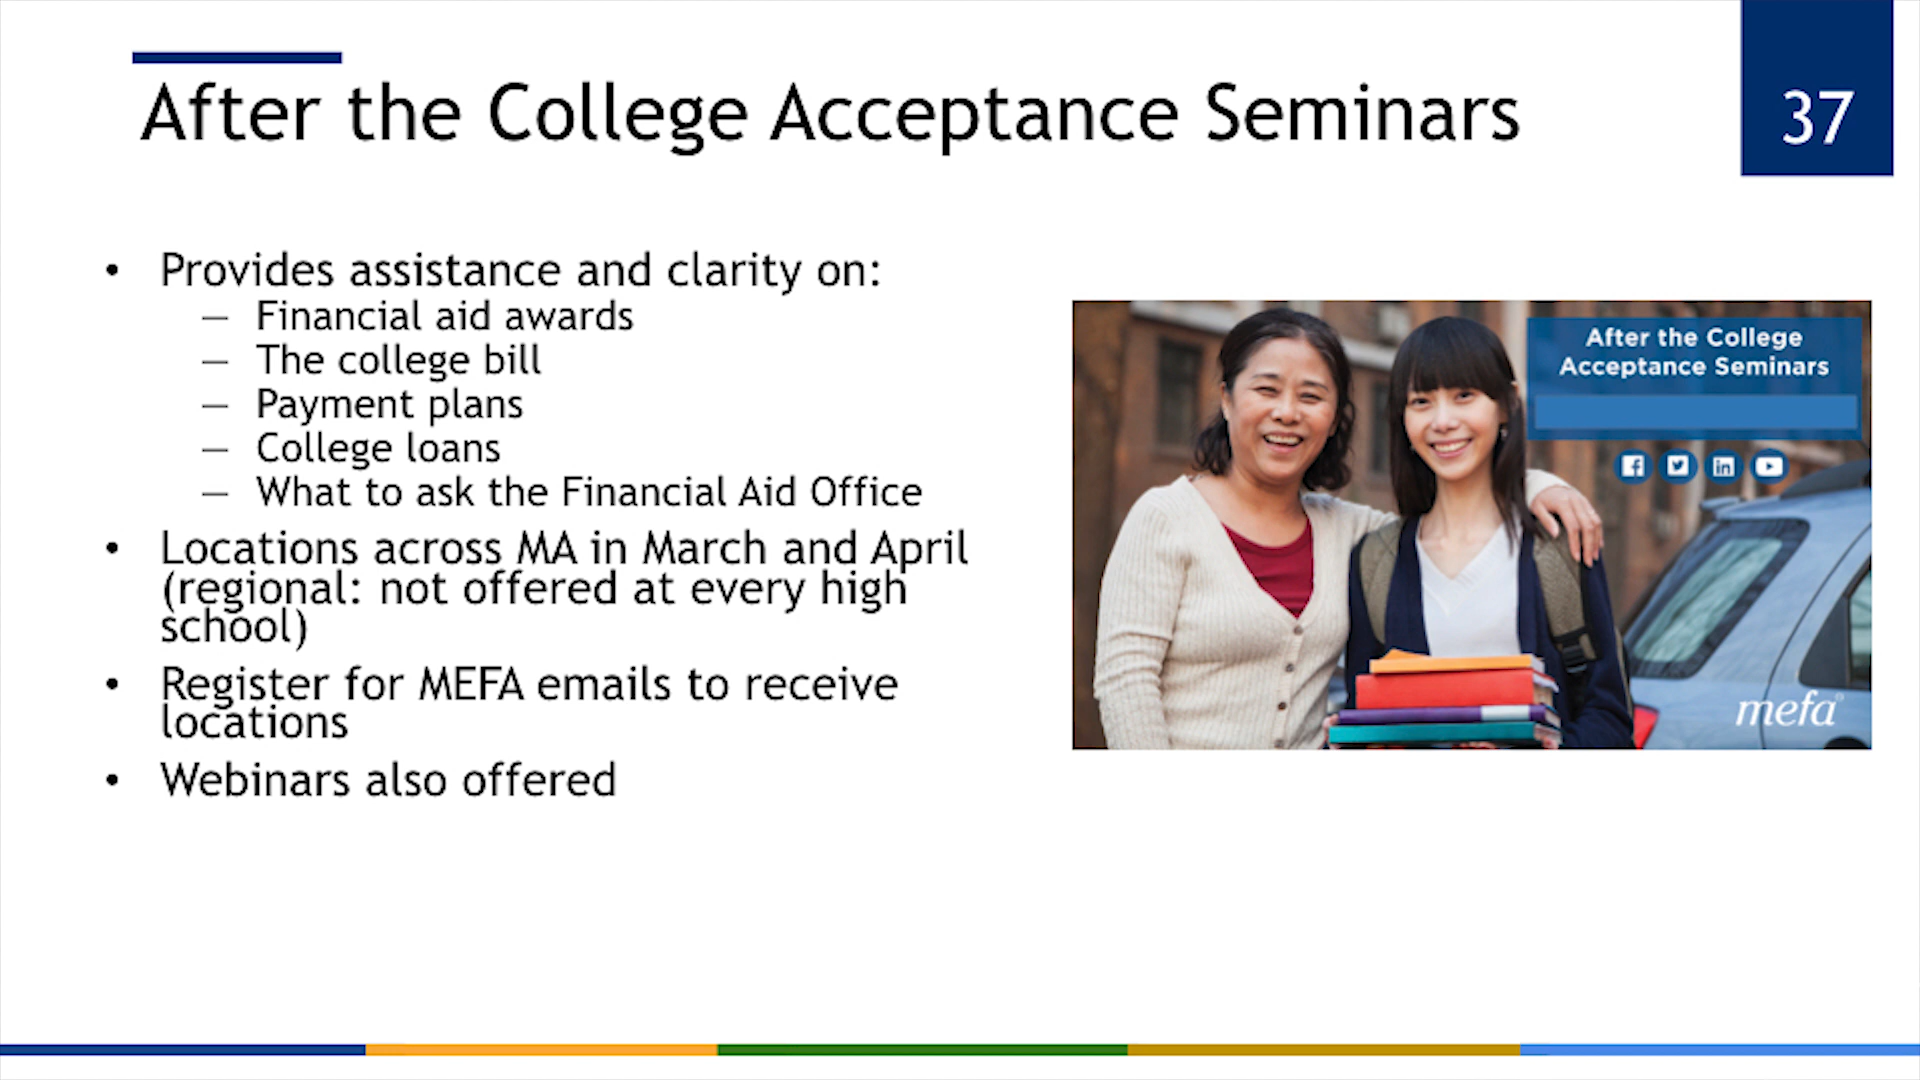 After the College Acceptance Seminars
37
• Provides assistance and clarity on:
– Financial aid awards
– The college bill
– Payment plans
– College loans
– What to ask the Financial Aid Office
• Locations across MA in March and April
(regional: not offered at every high
school)
• Register for MEFA emails to receive
locations
• Webinars also offered
After the College
Acceptance Seminars
mefa